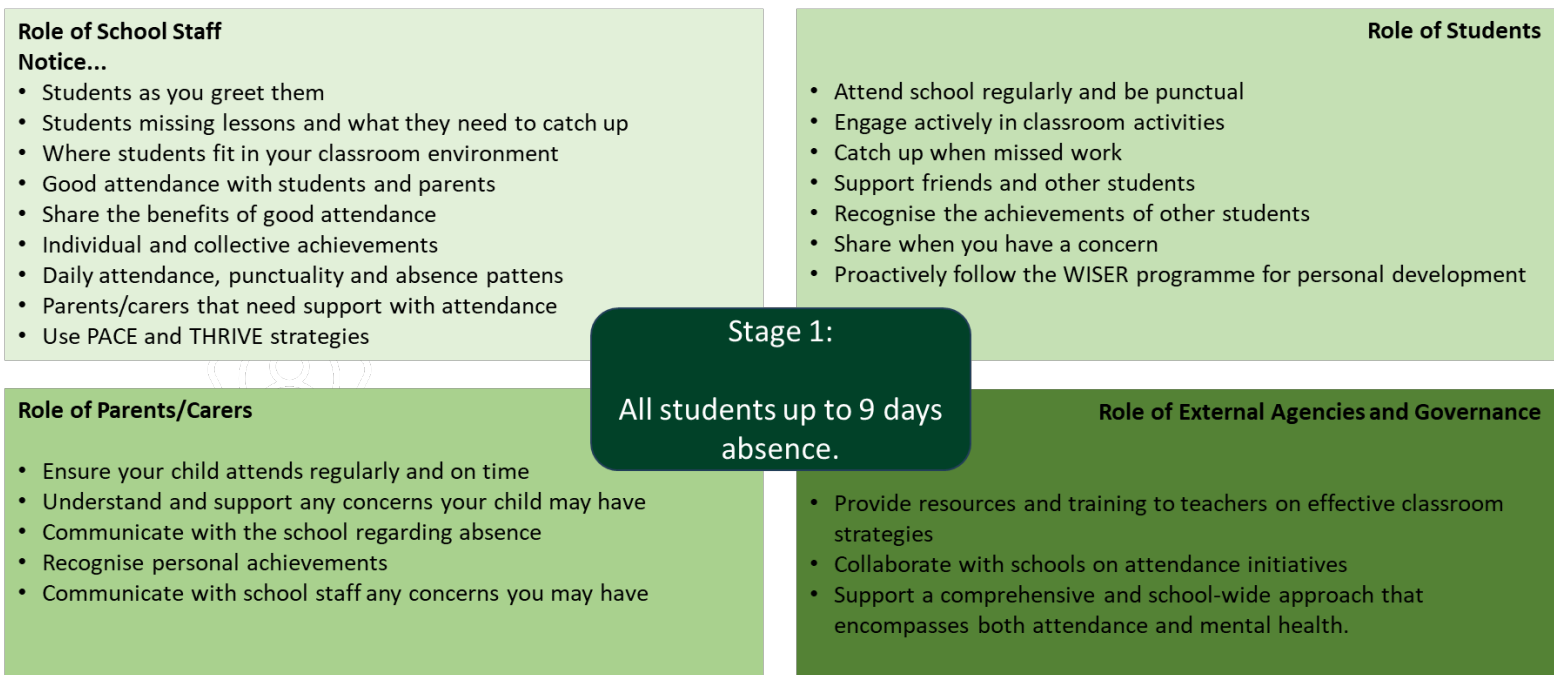 Role of School Staff
Notice...
• Students as you greet them
• Students missing lessons and what they need to catch up
• Where students fit in your classroom environment
• Good attendance with students and parents
• Share the benefits of good attendance
• Individual and collective achievements
• Daily attendance, punctuality and absence pattens
• Parents/carers that need support with attendance
• Use PACE and THRIVE strategies
Role of Students
• Attend school regularly and be punctual
• Engage actively in classroom activities
• Catch up when missed work
• Support friends and other students
• Recognise the achievements of other students
• Share when you have a concern
• Proactively follow the WISER programme for personal development
Stage 1:
All students up to 9 days
absence.
Role of Parents/Carers
• Ensure your child attends regularly and on time
• Understand and support any concerns your child may have
• Communicate with the school regarding absence
• Recognise personal achievements
• Communicate with school staff any concerns you may have
Role of External Agencies and Governance
• Provide resources and training to teachers on effective classroom
strategies
• Collaborate with schools on attendance initiatives
• Support a comprehensive and school-wide approach that
encompasses both attendance and mental health.